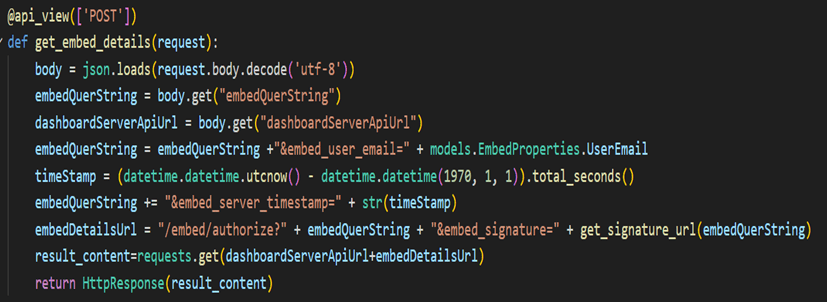 @api_view(['POST'])
def get_embed_details(request):
body = json.loads(request.body.decode('utf-8'))
embedQuerString = body.get("embedQuerString")
dashboardServerApiUrl = body.get("dashboardServerApiUrl")
embedQuerString = embedQuerString +"&embed_user_email=" + models.EmbedProperties.UserEmail
timeStamp = (datetime.datetime.utcnow() - datetime.datetime(1970, 1, 1)).total_seconds()
embedQuerString += "&embed_server_timestamp=" + str(timeStamp)
embedDetailsUrl = "/embed/authorize?" + embedQuerString + "&embed_signature=" + get_signature_url(embedQuerString)
result_content=requests.get(dashboardServerApiUrl+embedDetailsUrl)
return HttpResponse(result_content)